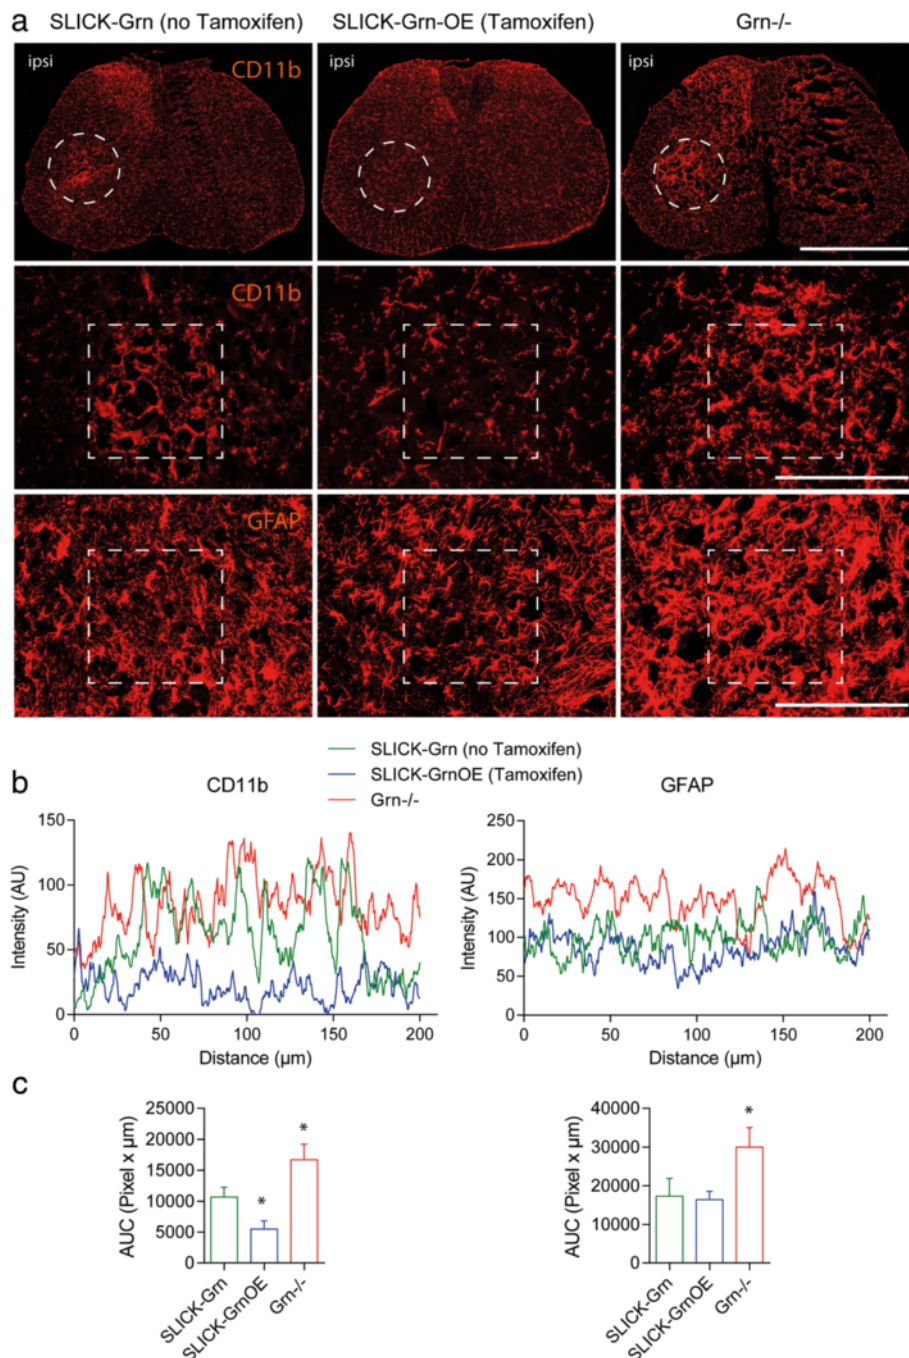 a
SLICK-Grn (no Tamoxifen) SLICK-Grn-OE (Tamoxifen) Grn-/-
ipsi CD11b ipsi ipsi
CD11b
GFAP
SLICK-Grn (no Tamoxifen)
SLICK-GrnOE (Tamoxifen)
Grn-/-
b
CD11b GFAP
150
100
50
0
Intensity (AU)
0 50 100 150 200
Distance (µm)
250
200
150
100
50
0
Intensity (AU)
0 50 100 150 200
Distance (µm)
c
25000
20000
15000
10000
5000
0
AUC (Pixel x µm)
* *
SLICK-Grn
SLICK-GrnOE
Grn-/-
40000
30000
20000
10000
0
AUC (Pixel x µm)
*
SLICK-Grn
SLICK-GrnOE
Grn-/-